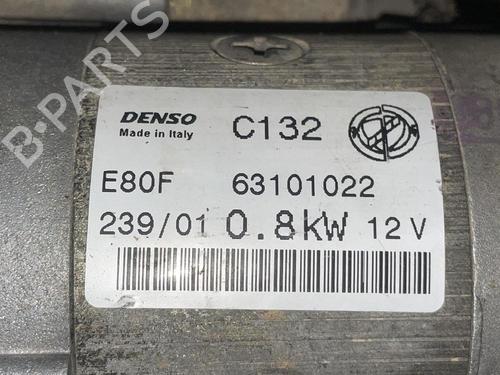 B-PARTS
DENSO
Made in Italy
C132
E80F 63101022
239/01 0.8kW 12 V